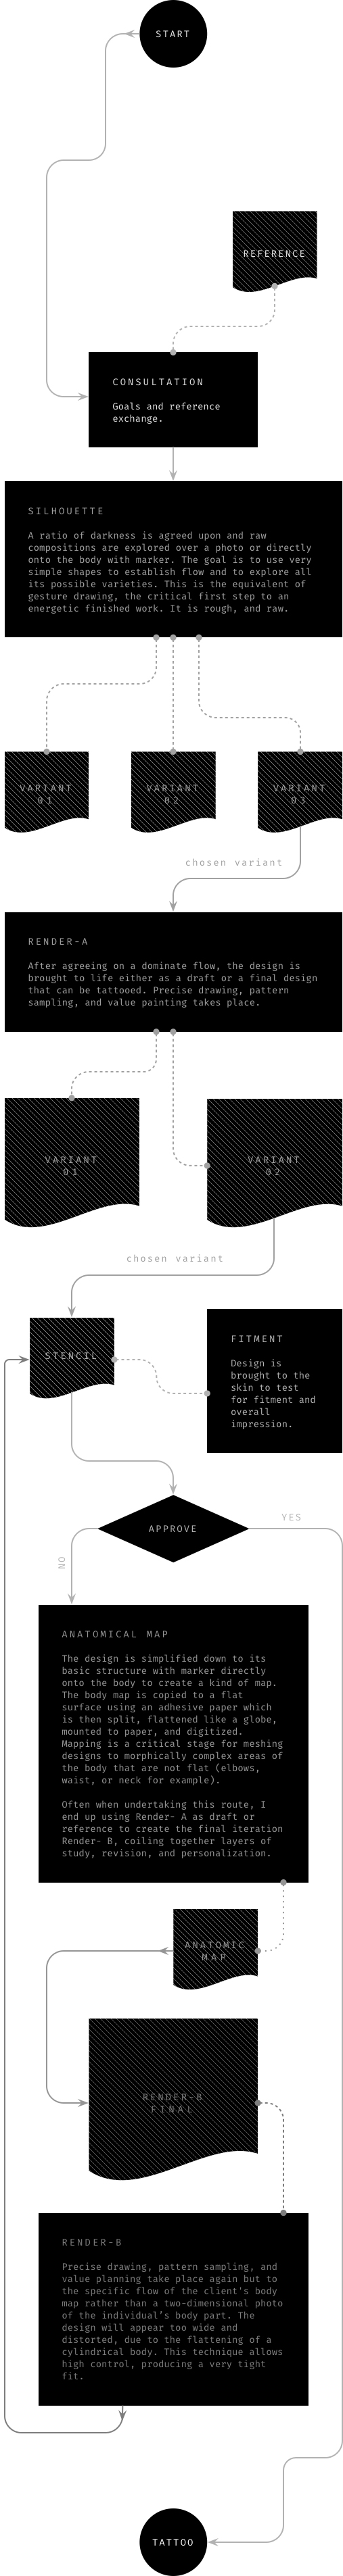 START
REFERENCE
CONSULTATION
Goals and reference
exchange.
SILHOUETTE
A ratio of darkness is agreed upon and raw
compositions are explored over a photo or directly
onto the body with marker. The goal is to use very
simple shapes to establish flow and to explore all
its possible varieties. This is the equivalent of
gesture drawing, the critical first step to an
energetic finished work. It is rough, and raw.
VARIANT
01
VARIANT
02
VARIANT
03
chosen variant
RENDER-A
After agreeing on a dominate flow, the design is
brought to life either as a draft or a final design
that can be tattooed. Precise drawing, pattern
sampling, and value painting takes place.
VARIANT
01
VARIANT
02
chosen variant
STENCIL
FITMENT
Design is
brought to the
skin to test
for fitment and
overall
impression.
APPROVE
YES
NO
ANATOMICAL MAP
The design is simplified down to its
basic structure with marker directly
onto the body to create a kind of map.
The body map is copied to a flat
surface using an adhesive paper which
is then split, flattened like a globe,
mounted to paper, and digitized.
Mapping is a critical stage for meshing
designs to morphically complex areas of
the body that are not flat (elbows,
waist, or neck for example).
Often when undertaking this route, I
end up using Render- A as draft or
reference to create the final iteration
Render- B, coiling together layers of
study, revision, and personalization.
ANATOMIC
MAP
RENDER-B
FINAL
RENDER-B
Precise drawing, pattern sampling, and
value planning take place again but to
the specific flow of the client's body
map rather than a two-dimensional photo
of the individual’s body part. The
design will appear too wide and
distorted, due to the flattening of a
cylindrical body. This technique allows
high control, producing a very tight
fit.
TATTOO